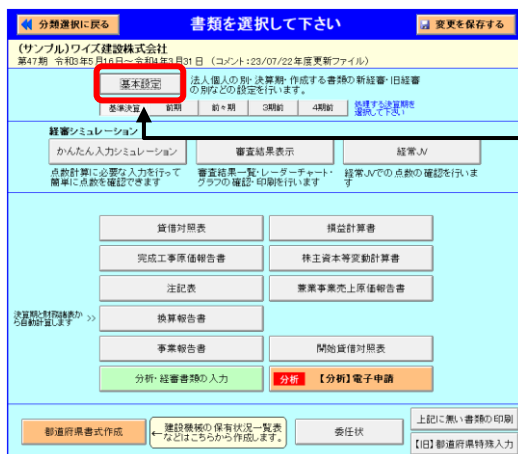 分類選択に戻る
書類を選択して下さい
変更を保存する
(サンプル)ワイズ建設株式会社
第47期 令和3年5月16日～令和4年3月31日 (コメント:23/07/22年度更新ファイル)
基本設定
法人個人の別・決算期・作成する書類の新経審・旧経審
の別などの設定を行います。
基準決算 前期 前々期 3期前 4期前
処理する決算期を
選択して下さい
経審シミュレーション
かんたん入力シミュレーション 審査結果表示 経常JV
点数計算に必要な入力を行って
簡単に点数を確認できます
審査結果一覧・レーダーチャート・
グラフの確認・印刷を行います
経常JVでの点数の確認を行いま
す
貸借対照表 損益計算書
完成工事原価報告書 株主資本等変動計算書
注記表 兼業事業売上原価報告書
決算期と財務諸表か
ら自動計算します >>
換算報告書
事業報告書 開始貸借対照表
分析・経審書類の入力 分析 【分析】電子申請
都道府県書式作成
←建設機械の保有状況一覧表
などはこちらから作成します。
委任状
上記に無い書類の印刷
【旧】都道府県特殊入力